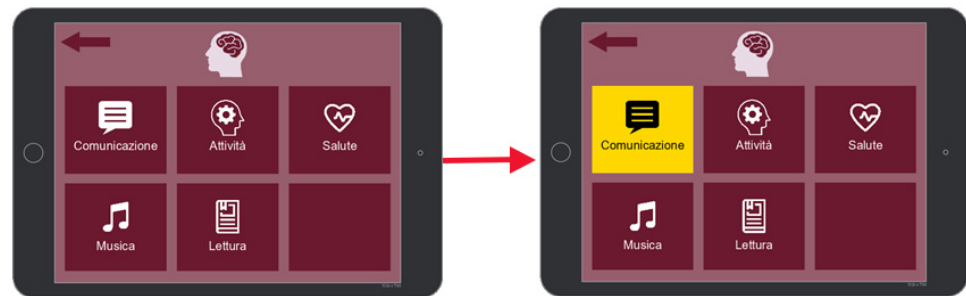 Comunicazione
Attività
Salute
Musica
Lettura
Comunicazione
Attività
Salute
Musica
Lettura